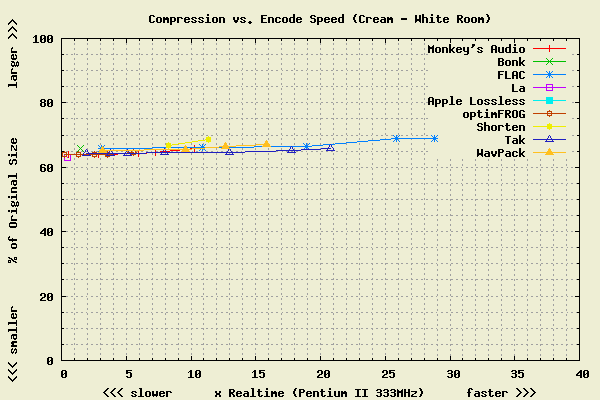 Compression vs. Encode Speed (Cream - White Room)
Monkey's Audio
Bonk
FLAC
La
Apple Lossless
optimFROG
Shorten
Tak
WavPack
100
80
60
40
20
0
<<< smaller % of Original Size larger >>>
0 5 10 15 20 25 30 35 40
<<< slower x Realtime (Pentium II 333MHz) faster >>>